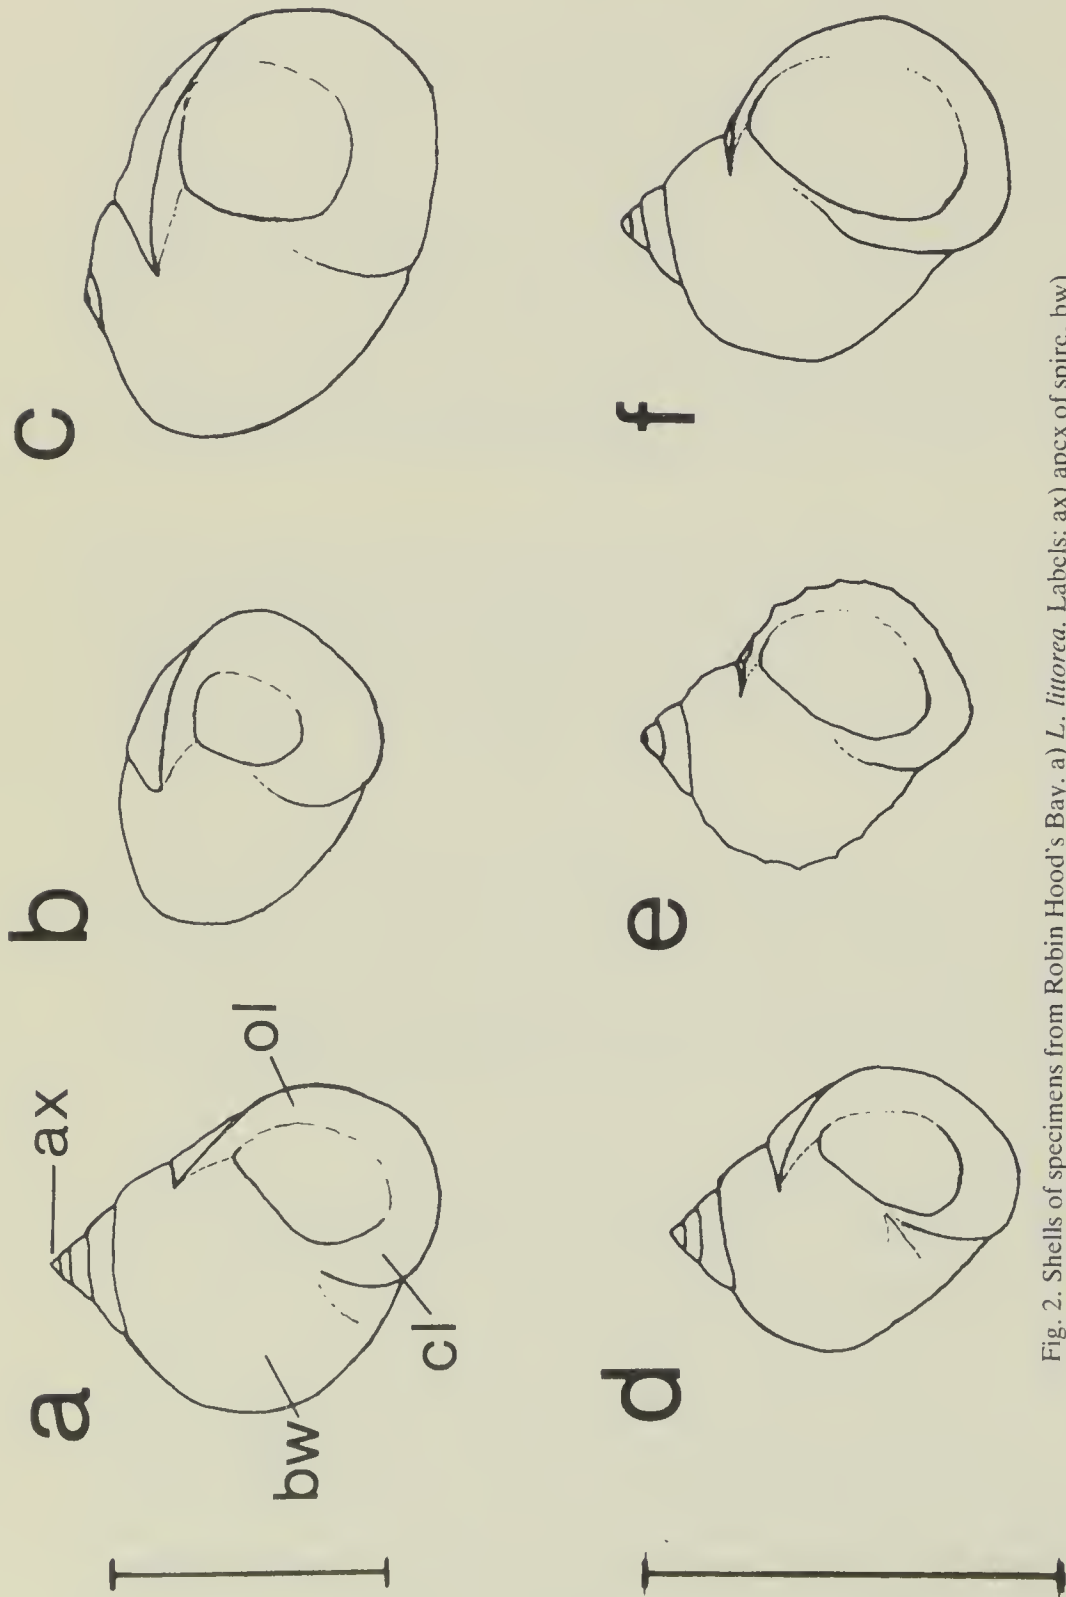 a
b
c
ax
ol
bw
cl
d
e
f
Fig. 2. Shells of specimens from Robin Hood's Bay. a) L. littorea. Labels: ax) apex of spire, bw)